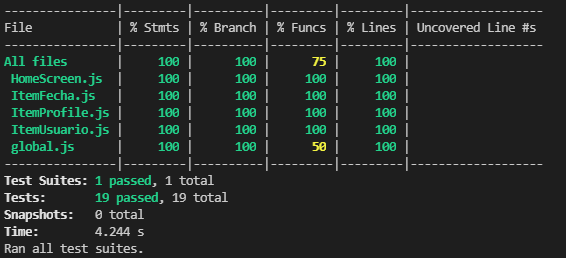 ----------------|---------|----------|---------|---------|-------------------
File            | % Stmts | % Branch | % Funcs | % Lines | Uncovered Line #s
----------------|---------|----------|---------|---------|-------------------
All files       |     100 |      100 |      75 |     100 |
 HomeScreen.js  |     100 |      100 |     100 |     100 |
 ItemFecha.js   |     100 |      100 |     100 |     100 |
 ItemProfile.js |     100 |      100 |     100 |     100 |
 ItemUsuario.js |     100 |      100 |     100 |     100 |
 global.js      |     100 |      100 |      50 |     100 |
----------------|---------|----------|---------|---------|-------------------
Test Suites: 1 passed, 1 total
Tests:       19 passed, 19 total
Snapshots:   0 total
Time:        4.244 s
Ran all test suites.